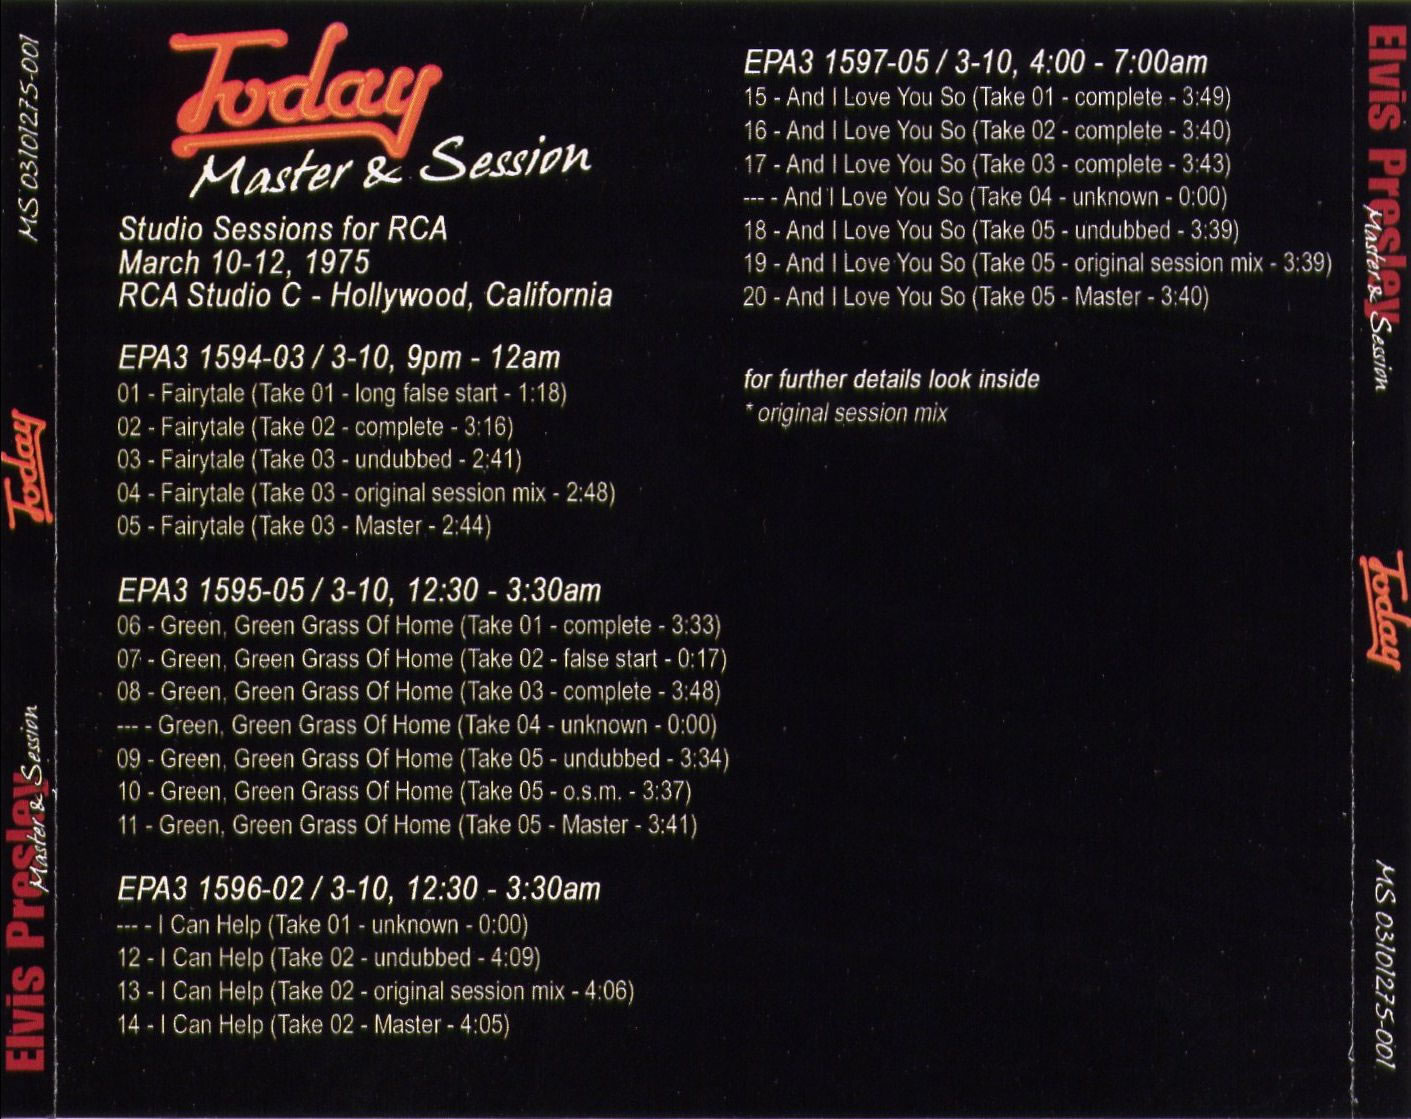 Today
Master & Session
Studio Sessions for RCA
March 10-12, 1975
RCA Studio C - Hollywood, California
EPA3 1594-03 / 3-10, 9pm - 12am
01 - Fairytale (Take 01 - long false start - 1:18)
02 - Fairytale (Take 02 - complete - 3:16)
03 - Fairytale (Take 03 - undubbed - 2:41)
04 - Fairytale (Take 03 - original session mix - 2:48)
05 - Fairytale (Take 03 - Master - 2:44)
EPA3 1595-05 / 3-10, 12:30 - 3:30am
06 - Green, Green Grass Of Home (Take 01 - complete - 3:33)
07 - Green, Green Grass Of Home (Take 02 - false start - 0:17)
08 - Green, Green Grass Of Home (Take 03 - complete - 3:48)
--- - Green, Green Grass Of Home (Take 04 - unknown - 0:00)
09 - Green, Green Grass Of Home (Take 05 - undubbed - 3:34)
10 - Green, Green Grass Of Home (Take 05 - o.s.m. - 3:37)
11 - Green, Green Grass Of Home (Take 05 - Master - 3:41)
EPA3 1596-02 / 3-10, 12:30 - 3:30am
--- - I Can Help (Take 01 - unknown - 0:00)
12 - I Can Help (Take 02 - undubbed - 4:09)
13 - I Can Help (Take 02 - original session mix - 4:06)
14 - I Can Help (Take 02 - Master - 4:05)
EPA3 1597-05 / 3-10, 4:00 - 7:00am
15 - And I Love You So (Take 01 - complete - 3:49)
16 - And I Love You So (Take 02 - complete - 3:40)
17 - And I Love You So (Take 03 - complete - 3:43)
--- - And I Love You So (Take 04 - unknown - 0:00)
18 - And I Love You So (Take 05 - undubbed - 3:39)
19 - And I Love You So (Take 05 - original session mix - 3:39)
20 - And I Love You So (Take 05 - Master - 3:40)
for further details look inside
* original session mix
Elvis Presley
Master & Session
Today
MS 03101275-001
Elvis Presley
Master & Session
Today
MS 03101275-001